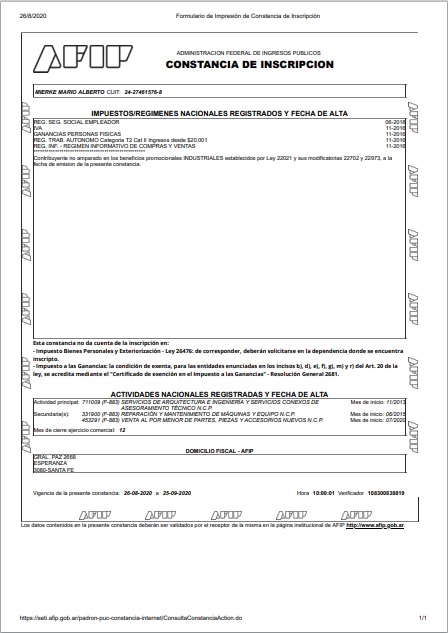 26/8/2020 Formulario de Impresión de Constancia de Inscripción
AFIP
ADMINISTRACION FEDERAL DE INGRESOS PUBLICOS
CONSTANCIA DE INSCRIPCION
MIERKE MARIO ALBERTO CUIT: 24-27461576-8
IMPUESTOS/REGIMENES NACIONALES REGISTRADOS Y FECHA DE ALTA
REG. SEG. SOCIAL EMPLEADOR 06-2018
IVA 11-2016
GANANCIAS PERSONAS FISICAS 11-2016
REG. TRAB. AUTONOMO Categoria T2 Cat II Ingresos desde $20.001 11-2016
REG. INF. - REGIMEN INFORMATIVO DE COMPRAS Y VENTAS 11-2016
Contribuyente no amparado en los beneficios promocionales INDUSTRIALES establecidos por Ley 22021 y sus modificatorias 22702 y 22973, a la
fecha de emision de la presente constancia.
Esta constancia no da cuenta de la inscripción en:
- Impuesto Bienes Personales y Exteriorización - Ley 26476: de corresponder, deberán solicitarse en la dependencia donde se encuentra
inscripto.
- Impuesto a las Ganancias: la condición de exenta, para las entidades enunciadas en los incisos b), d), e), f), g), m) y r) del Art. 20 de la
ley, se acredita mediante el "Certificado de exención en el Impuesto a las Ganancias" - Resolución General 2681.
ACTIVIDADES NACIONALES REGISTRADAS Y FECHA DE ALTA
Actividad principal: 711009 (F-883) SERVICIOS DE ARQUITECTURA E INGENIERÍA Y SERVICIOS CONEXOS DE Mes de inicio: 11/2013
ASESORAMIENTO TÉCNICO N.C.P.
Secundaria(s): 331900 (F-883) REPARACIÓN Y MANTENIMIENTO DE MÁQUINAS Y EQUIPO N.C.P. Mes de inicio: 06/2015
453291 (F-883) VENTA AL POR MENOR DE PARTES, PIEZAS Y ACCESORIOS NUEVOS N.C.P. Mes de inicio: 07/2020
Mes de cierre ejercicio comercial: 12
DOMICILIO FISCAL - AFIP
GRAL. PAZ 2668
ESPERANZA
3080-SANTA FE
Vigencia de la presente constancia: 26-08-2020 a 25-09-2020 Hora 10:00:01 Verificador 108300838819
AFIP AFIP AFIP AFIP AFIP
Los datos contenidos en la presente constancia deberán ser validados por el receptor de la misma en la página institucional de AFIP http://www.afip.gob.ar.
https://seti.afip.gob.ar/padron-puc-constancia-internet/ConsultaConstanciaAction.do 1/1